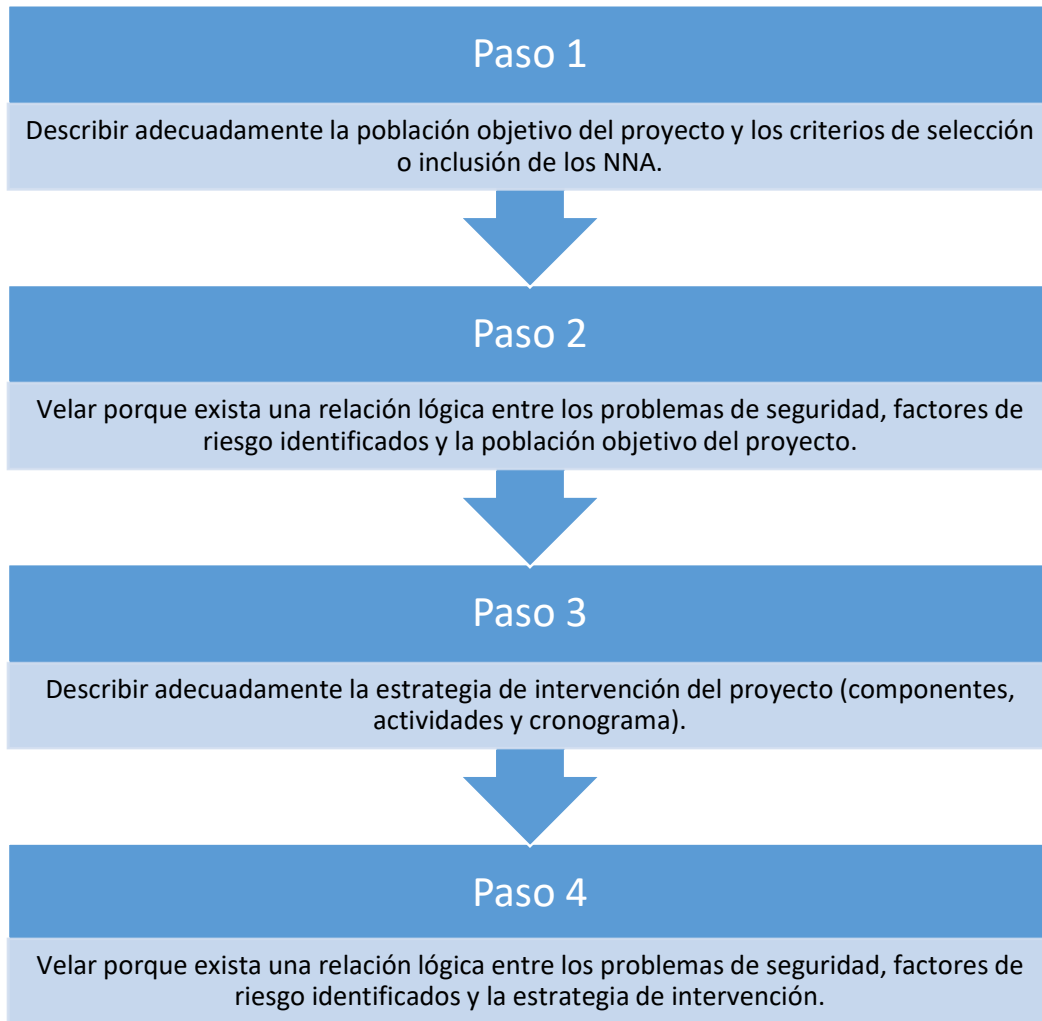 Paso 1
Describir adecuadamente la población objetivo del proyecto y los criterios de selección
o inclusión de los NNA.
Paso 2
Velar porque exista una relación lógica entre los problemas de seguridad, factores de
riesgo identificados y la población objetivo del proyecto.
Paso 3
Describir adecuadamente la estrategia de intervención del proyecto (componentes,
actividades y cronograma).
Paso 4
Velar porque exista una relación lógica entre los problemas de seguridad, factores de
riesgo identificados y la estrategia de intervención.